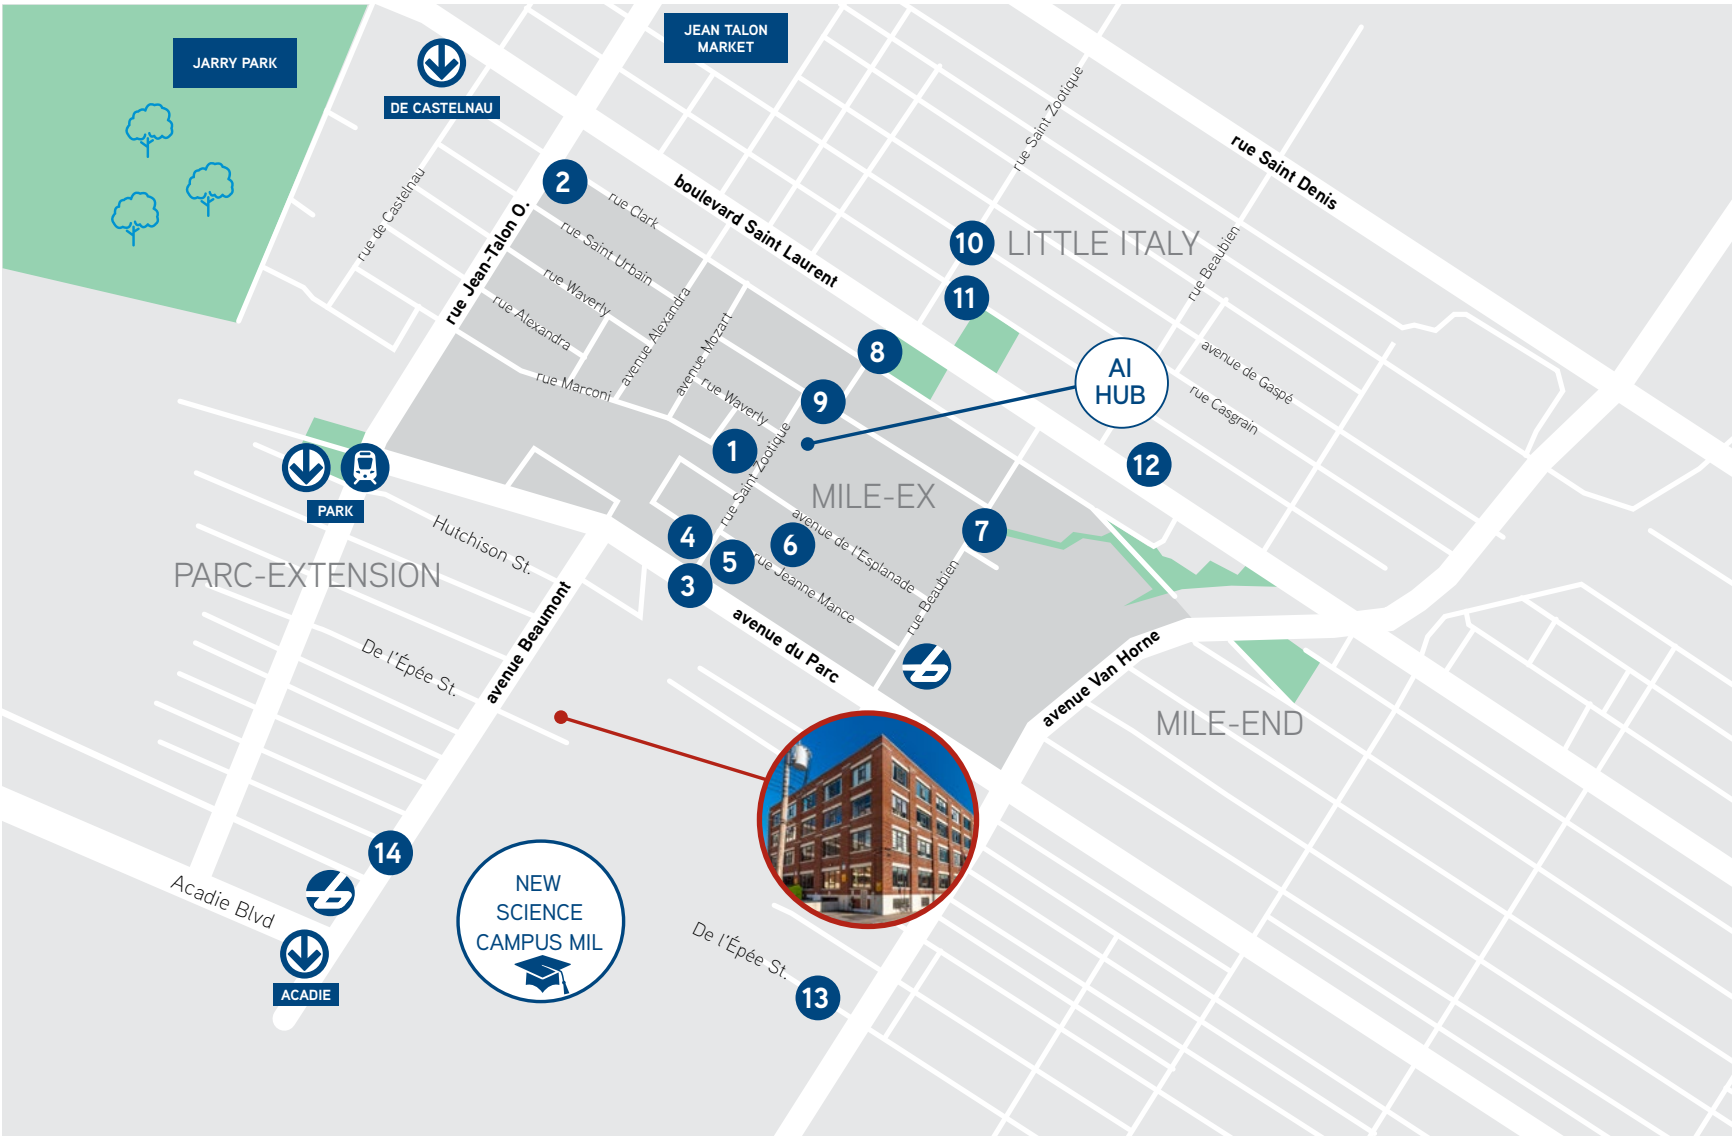 JARRY PARK
DE CASTELNAU
JEAN TALON
MARKET
rue Saint Zootique
rue Saint Denis
rue de Castelnau
2
rue Clark
boulevard Saint Laurent
rue Jean-Talon O.
rue Saint Urbain
10
LITTLE ITALY
rue Beaubien
rue Waverly
11
rue Alexandra
avenue Alexandra
avenue Mozart
8
AI
HUB
avenue de Gaspé
rue Marconi
rue Waverly
9
rue Casgrain
1
rue Saint Zootique
12
PARK
MILE-EX
Hutchison St.
4
avenue de l'Esplanade
7
5
6
PARC-EXTENSION
3
rue Jeanne Mance
rue Beaubien
avenue Beaumont
avenue du Parc
De l'Épée St.
avenue Van Horne
MILE-END
14
Acadie Blvd
NEW
SCIENCE
CAMPUS MIL
De l'Épée St.
ACADIE
13